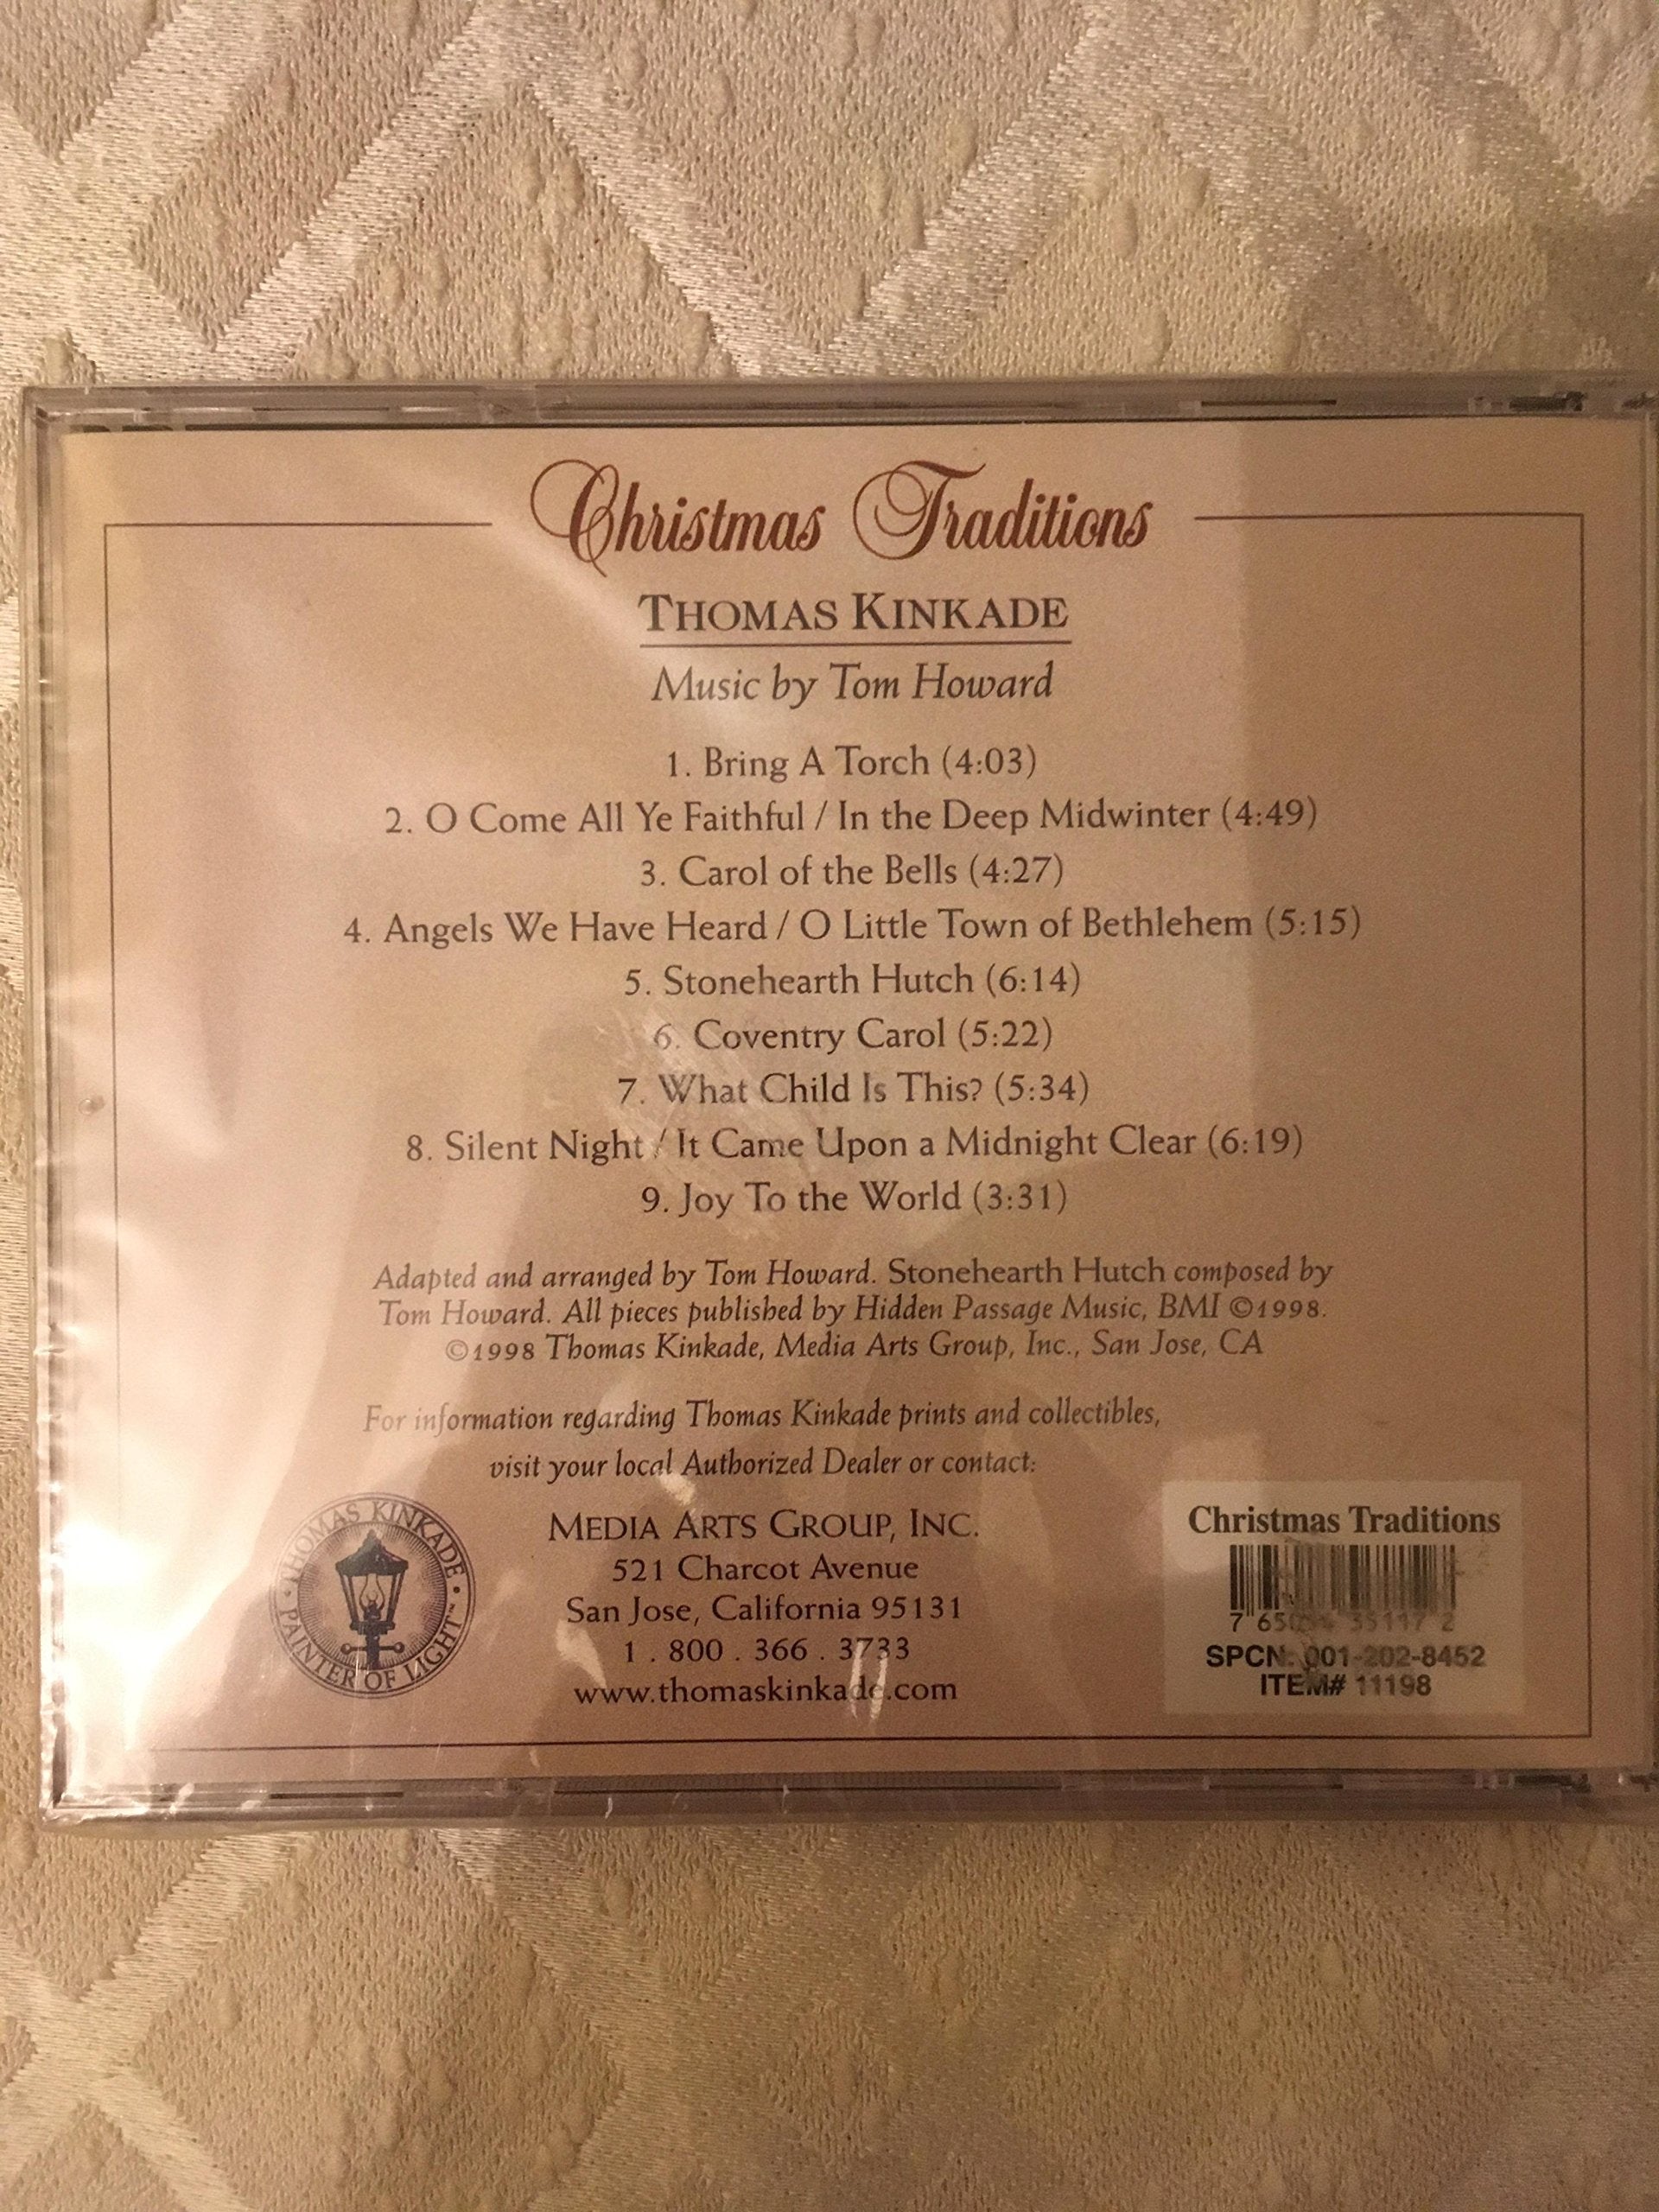 Christmas Traditions
THOMAS KINKADE
Music by Tom Howard
1. Bring A Torch (4:03)
2. O Come All Ye Faithful / In the Deep Midwinter (4:49)
3. Carol of the Bells (4:27)
4. Angels We Have Heard / O Little Town of Bethlehem (5:15)
5. Stonehearth Hutch (6:14)
6. Coventry Carol (5:22)
7. What Child Is This? (5:34)
8. Silent Night / It Came Upon a Midnight Clear (6:19)
9. Joy To the World (3:31)
Adapted and arranged by Tom Howard. Stonehearth Hutch composed by
Tom Howard. All pieces published by Hidden Passage Music, BMI ©1998.
©1998 Thomas Kinkade, Media Arts Group, Inc., San Jose, CA
For information regarding Thomas Kinkade prints and collectibles,
visit your local Authorized Dealer or contact:
MEDIA ARTS GROUP, INC.
521 Charcot Avenue
San Jose, California 95131
1 . 800 . 366 . 3733
www.thomaskinkade.com
THOMAS KINKADE • PAINTER OF LIGHT™ •
Christmas Traditions
SPCN: 001-202-8452
ITEM# 11198